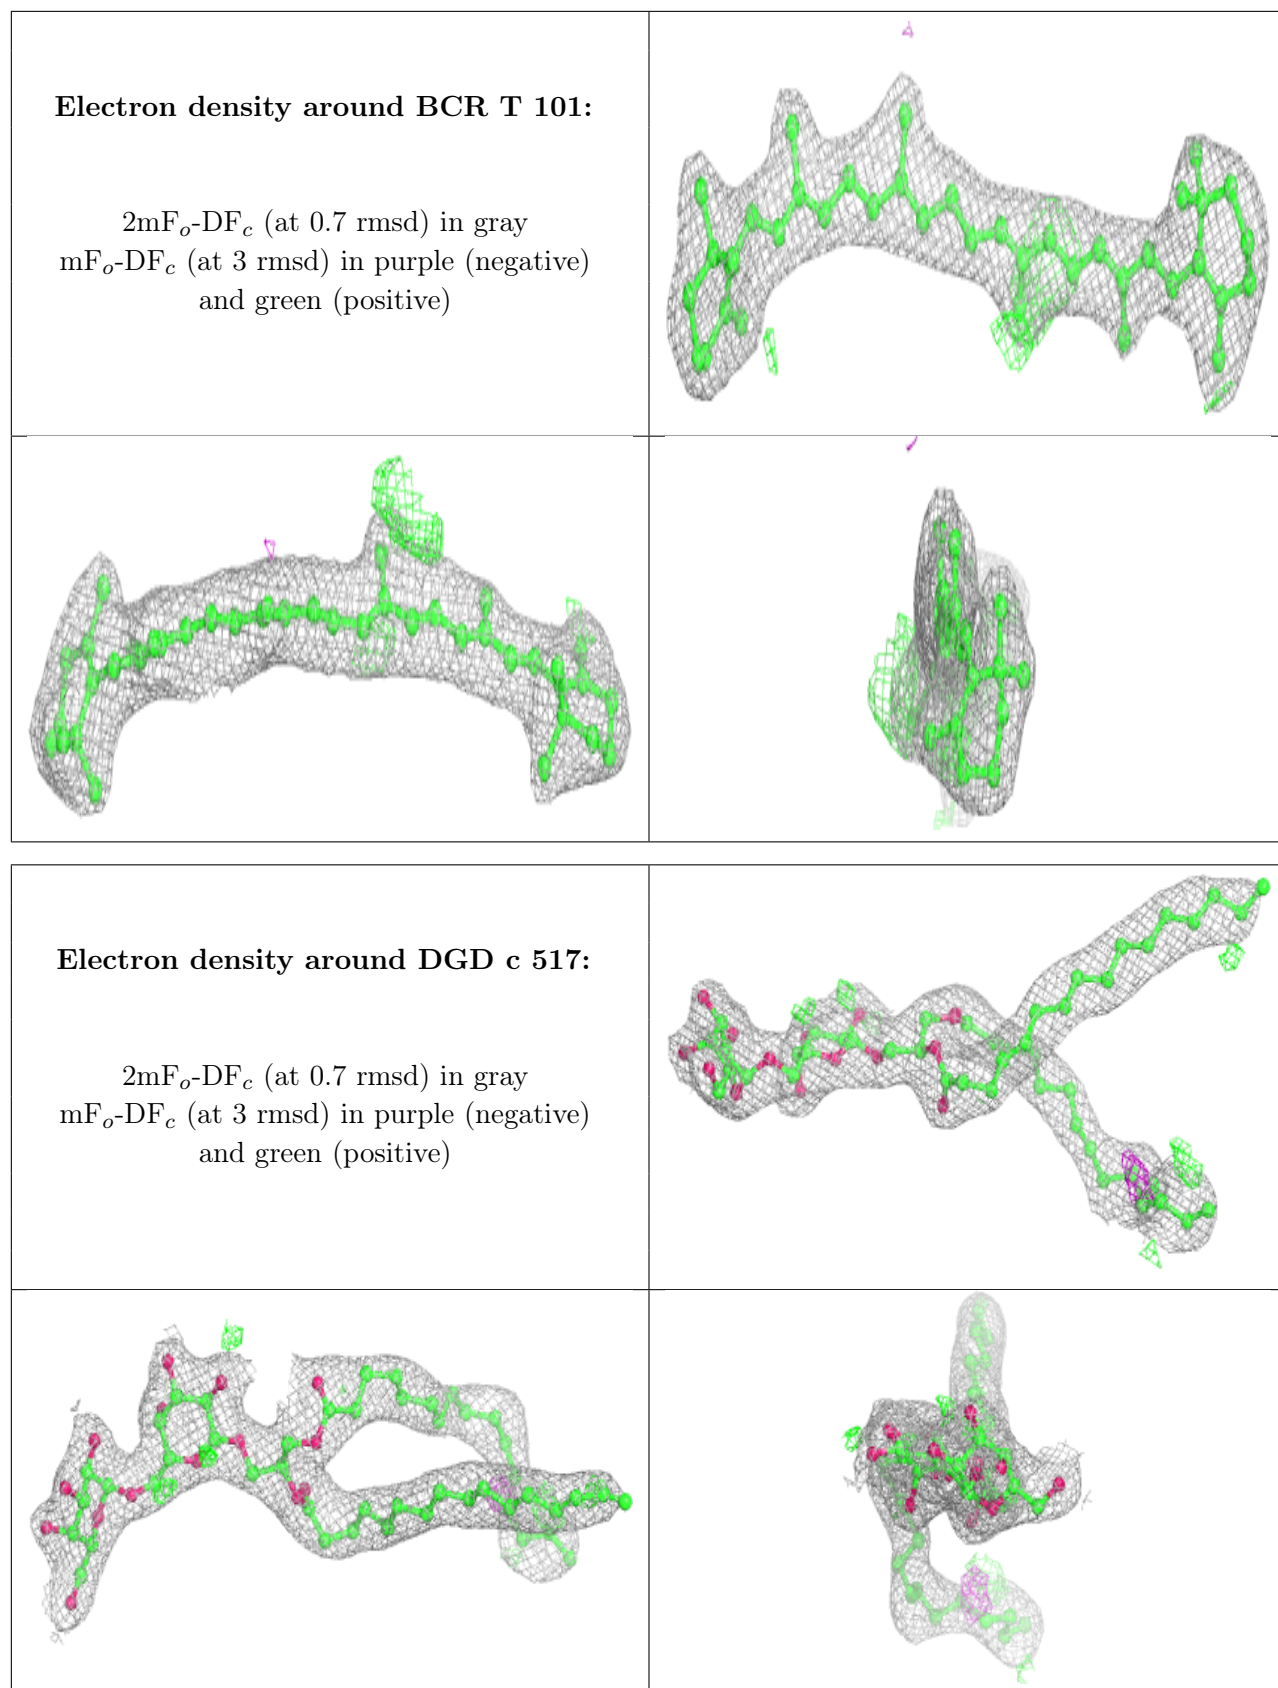 Electron density around BCR T 101:
2mFo-DFc (at 0.7 rmsd) in gray
mFo-DFc (at 3 rmsd) in purple (negative)
and green (positive)
Electron density around DGD c 517:
2mFo-DFc (at 0.7 rmsd) in gray
mFo-DFc (at 3 rmsd) in purple (negative)
and green (positive)